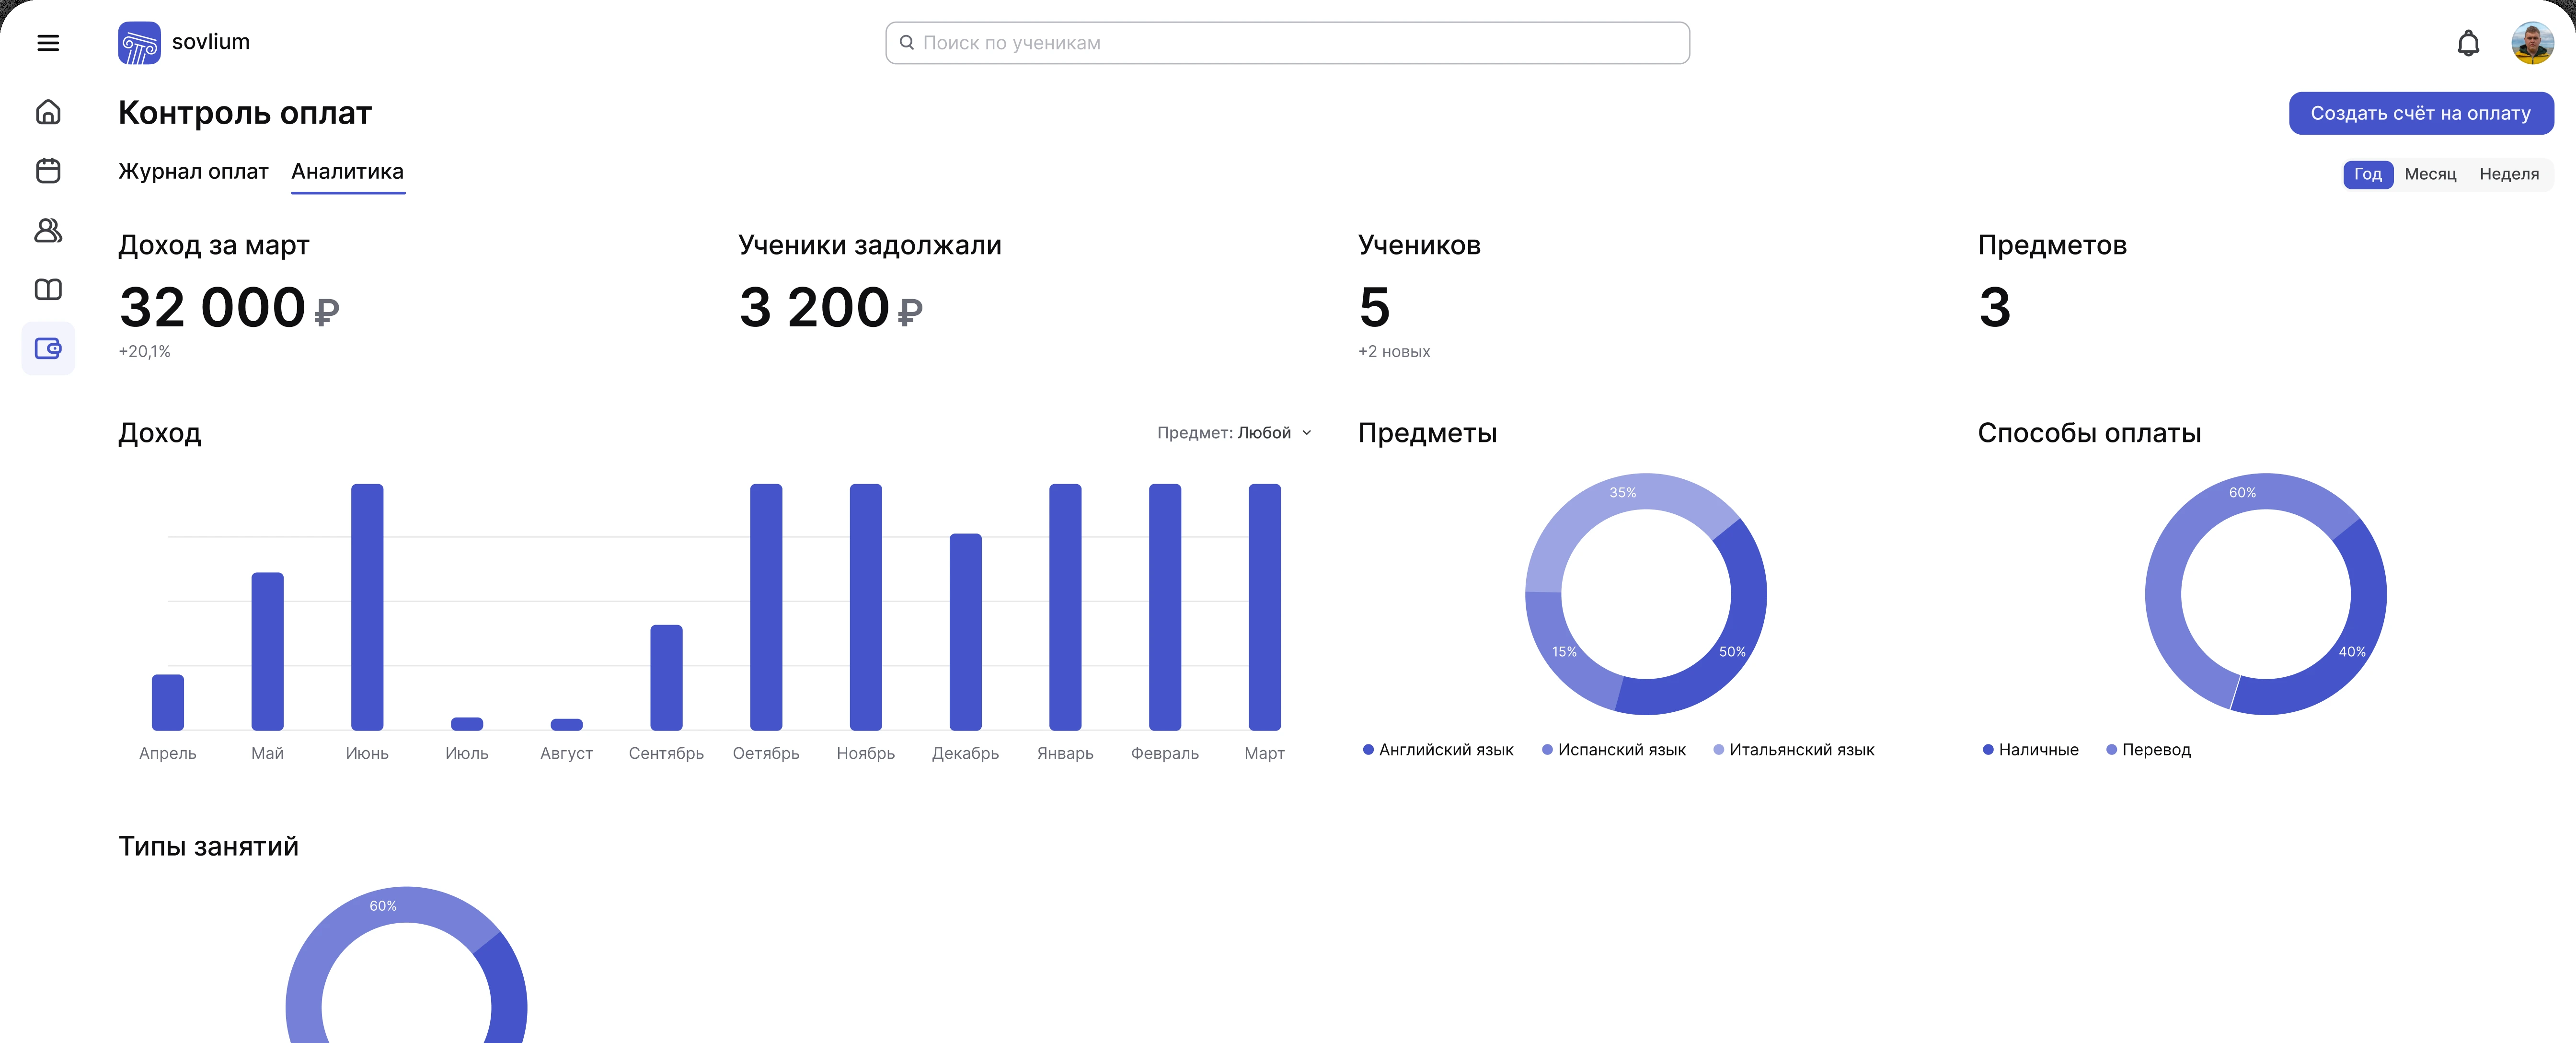 sovlium
Поиск по ученикам
Контроль оплат
Создать счёт на оплату
Журнал оплат
Аналитика
Год
Месяц
Неделя
Доход за март
32 000 ₽
+20,1%
Ученики задолжали
3 200 ₽
Учеников
5
+2 новых
Предметов
3
Доход
Предмет: Любой
Апрель
Май
Июнь
Июль
Август
Сентябрь
Оетябрь
Ноябрь
Декабрь
Январь
Февраль
Март
Предметы
35%
15%
50%
Английский язык
Испанский язык
Итальянский язык
Способы оплаты
60%
40%
Наличные
Перевод
Типы занятий
60%